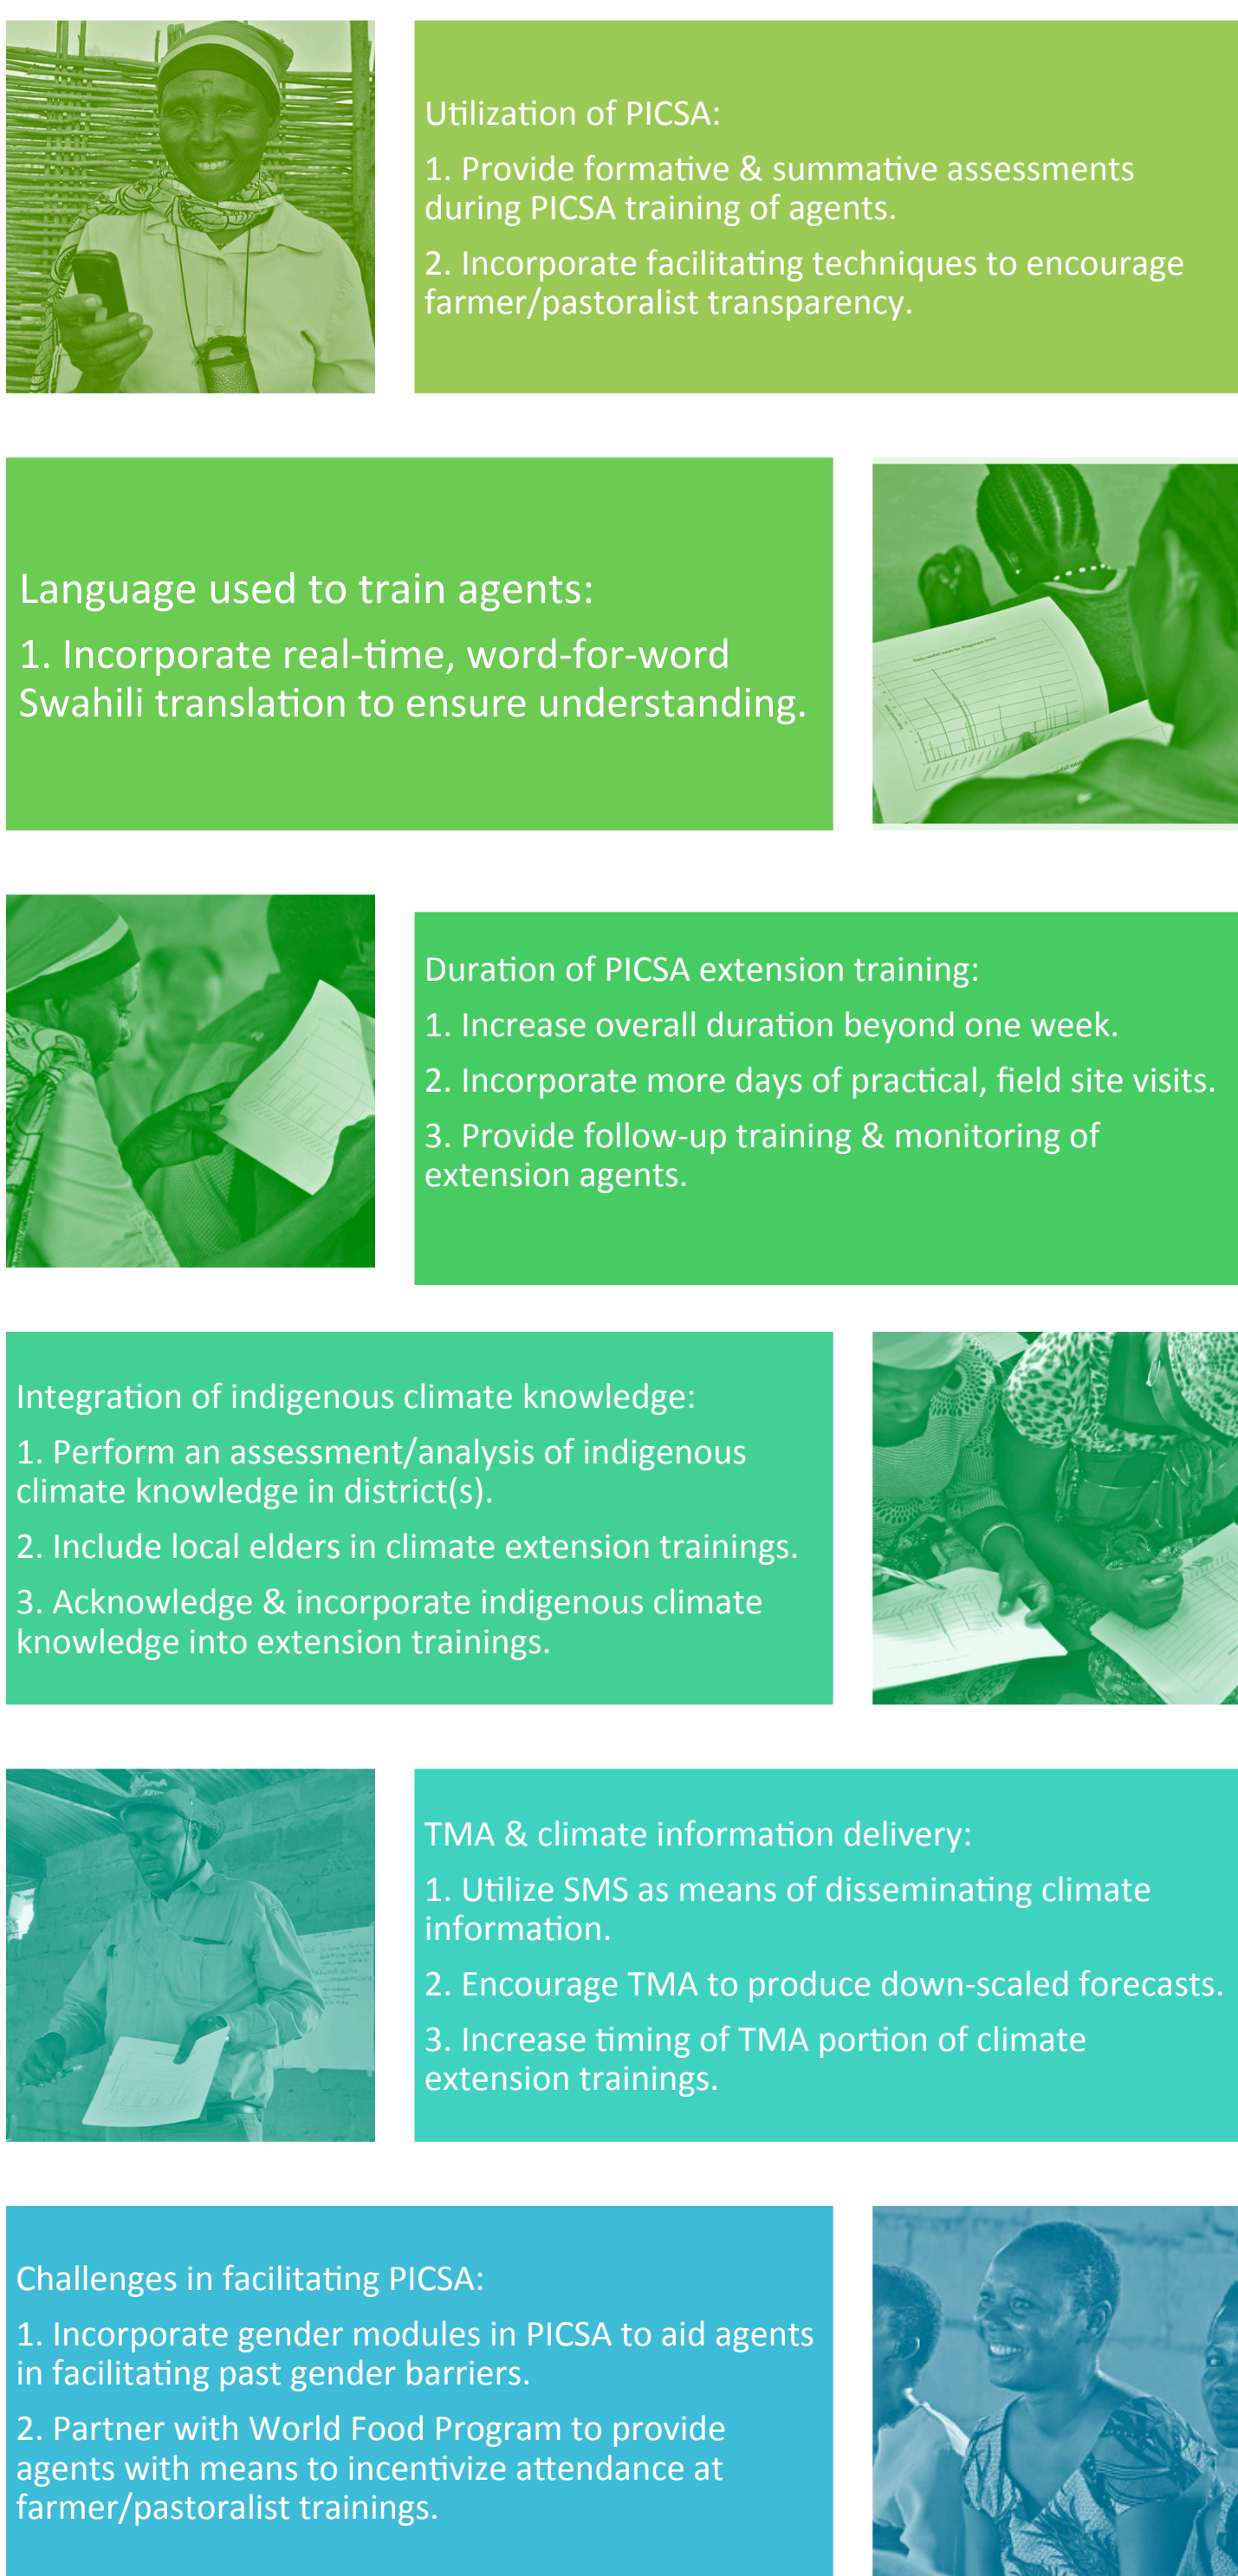 Utilization of PICSA:
1. Provide formative & summative assessments
during PICSA training of agents.
2. Incorporate facilitating techniques to encourage
farmer/pastoralist transparency.
Language used to train agents:
1. Incorporate real-time, word-for-word
Swahili translation to ensure understanding.
Duration of PICSA extension training:
1. Increase overall duration beyond one week.
2. Incorporate more days of practical, field site visits.
3. Provide follow-up training & monitoring of
extension agents.
Integration of indigenous climate knowledge:
1. Perform an assessment/analysis of indigenous
climate knowledge in district(s).
2. Include local elders in climate extension trainings.
3. Acknowledge & incorporate indigenous climate
knowledge into extension trainings.
TMA & climate information delivery:
1. Utilize SMS as means of disseminating climate
information.
2. Encourage TMA to produce down-scaled forecasts.
3. Increase timing of TMA portion of climate
extension trainings.
Challenges in facilitating PICSA:
1. Incorporate gender modules in PICSA to aid agents
in facilitating past gender barriers.
2. Partner with World Food Program to provide
agents with means to incentivize attendance at
farmer/pastoralist trainings.